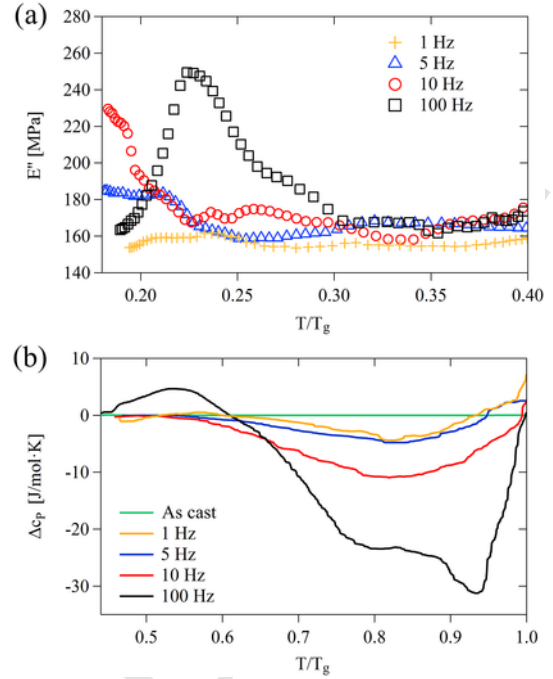 (a)
280
260
240
220
200
180
160
140
E" [MPa]
1 Hz
5 Hz
10 Hz
100 Hz
0.20
0.25
0.30
0.35
0.40
T/Tg
(b)
10
0
-10
-20
-30
Δcₚ [J/mol·K]
As cast
1 Hz
5 Hz
10 Hz
100 Hz
0.5
0.6
0.7
0.8
0.9
1.0
T/Tg